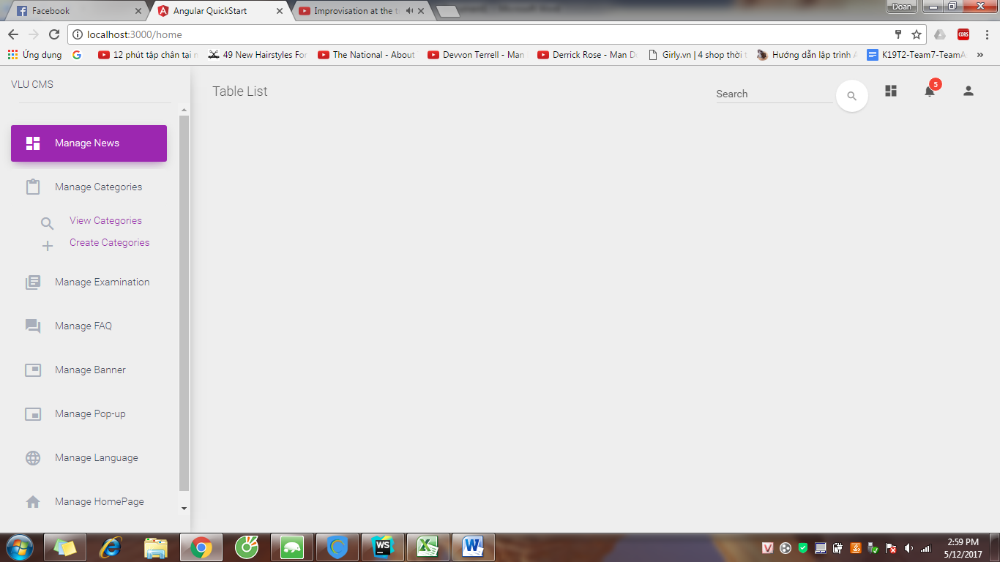 Facebook
Angular QuickStart
Improvisation at the t
Doan
localhost:3000/home
CORS
Ứng dụng
12 phút tập chân tại n
49 New Hairstyles For
The National - About
Devvon Terrell - Man
Derrick Rose - Man D
Girly.vn | 4 shop thời t
Hướng dẫn lập trình A
K19T2-Team7-TeamA
VLU CMS
Table List
Search
5
Manage News
Manage Categories
View Categories
Create Categories
Manage Examination
Manage FAQ
Manage Banner
Manage Pop-up
Manage Language
Manage HomePage
WS
2:59 PM
5/12/2017